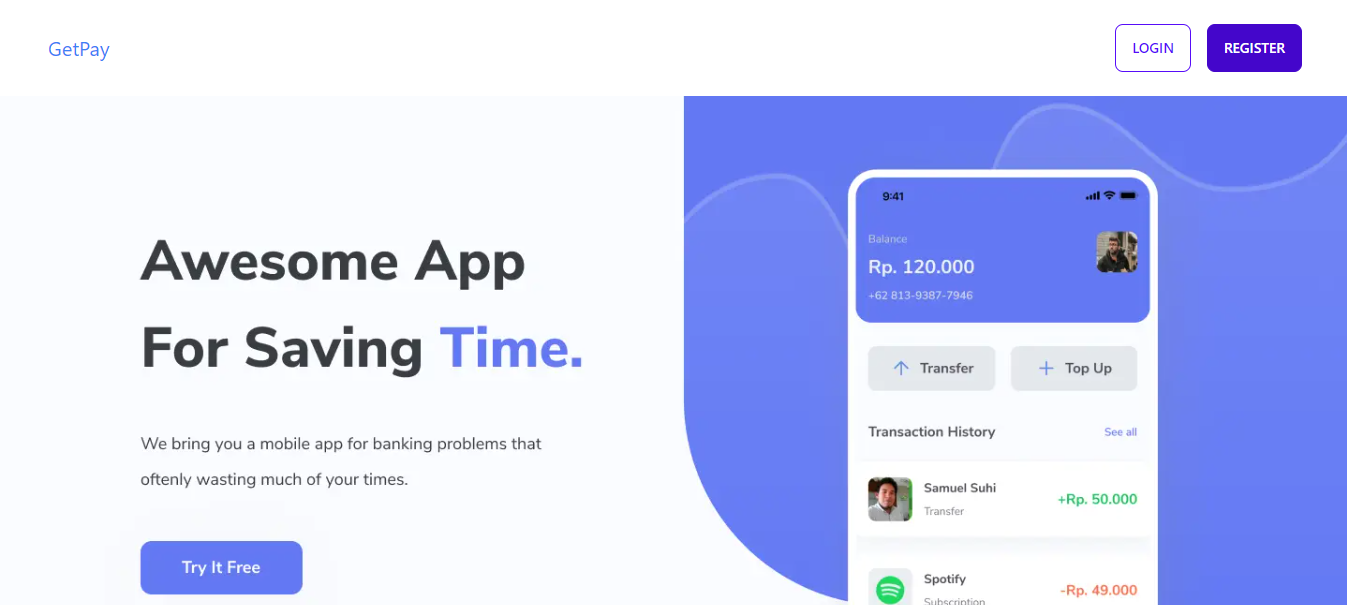 GetPay
LOGIN
REGISTER
Awesome App
For Saving Time.
We bring you a mobile app for banking problems that
oftenly wasting much of your times.
Try It Free
9:41
Balance
Rp. 120.000
+62 813-9387-7946
Transfer
Top Up
Transaction History
See all
Samuel Suhi
Transfer
+Rp. 50.000
Spotify
Subscription
-Rp. 49.000